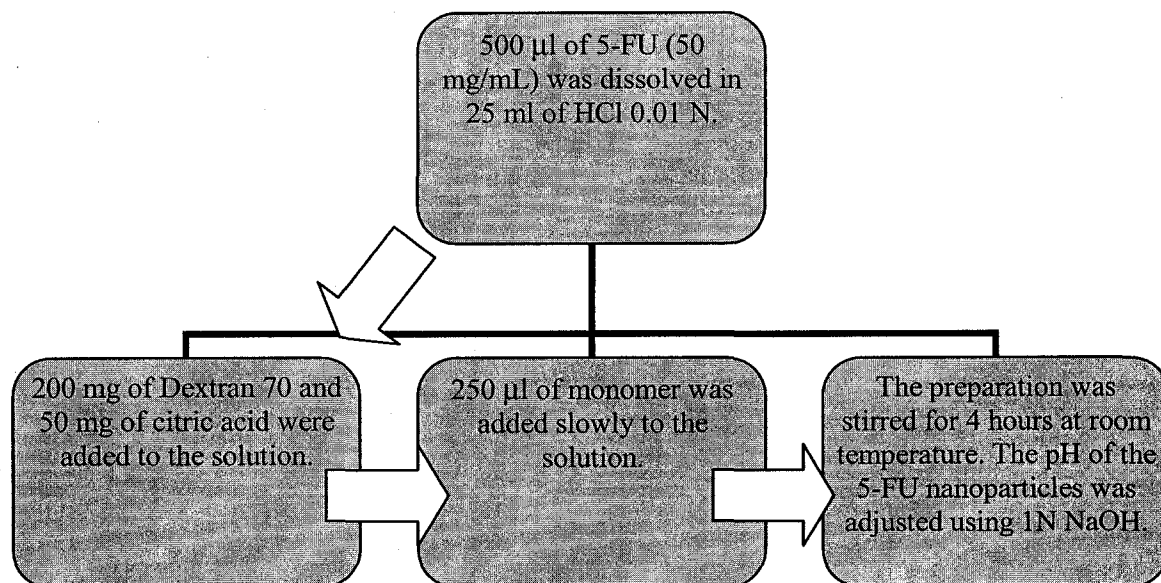 500 µl of 5-FU (50
mg/mL) was dissolved in
25 ml of HCl 0.01 N.
200 mg of Dextran 70 and
50 mg of citric acid were
added to the solution.
250 µl of monomer was
added slowly to the
solution.
The preparation was
stirred for 4 hours at room
temperature. The pH of the
5-FU nanoparticles was
adjusted using 1N NaOH.